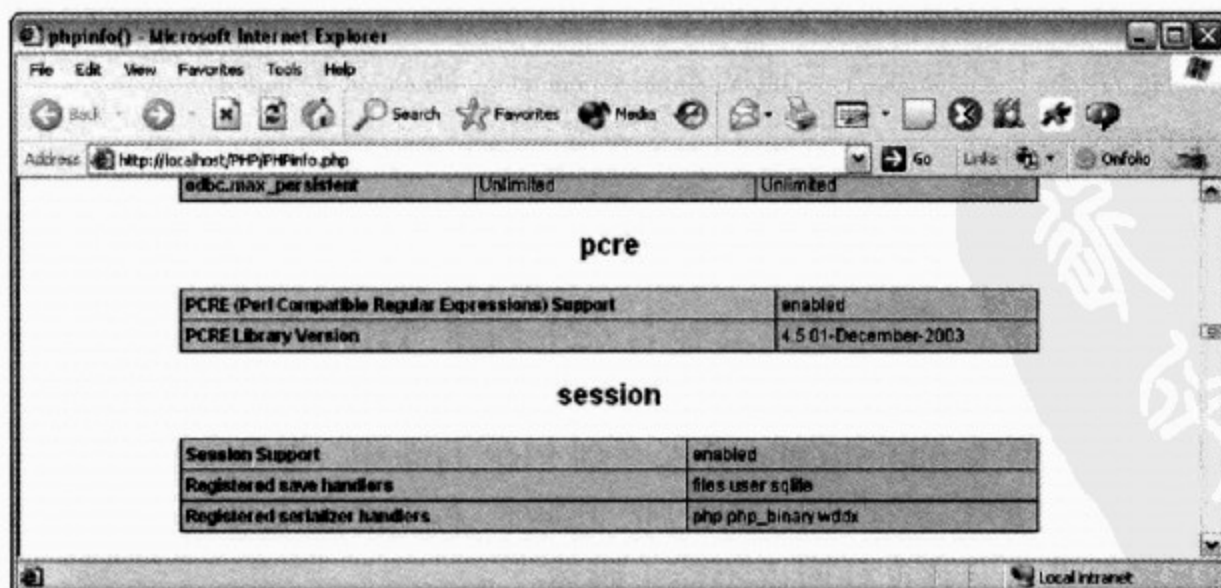 phpinfo() - Microsoft Internet Explorer
File Edit View Favorites Tools Help
Back Search Favorites Media
Address http://localhost/PHP/PHPinfo.php Go Links Onfolio
odbc.max_persistent Unlimited Unlimited
pcre
PCRE (Perl Compatible Regular Expressions) Support enabled
PCRE Library Version 4.5 01-December-2003
session
Session Support enabled
Registered save handlers files user sqlite
Registered serializer handlers php php_binary wddx
Local intranet